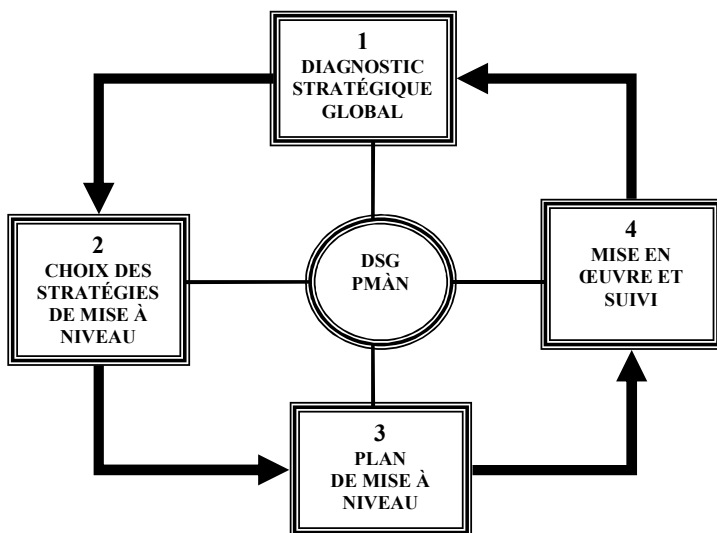 1
DIAGNOSTIC
STRATÉGIQUE
GLOBAL
2
CHOIX DES
STRATÉGIES
DE MISE À
NIVEAU
DSG
PMÀN
4
MISE EN
ŒUVRE ET
SUIVI
3
PLAN
DE MISE À
NIVEAU